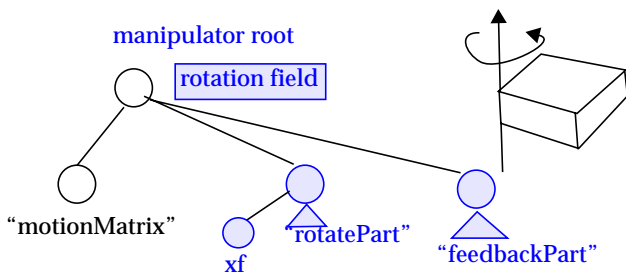 manipulator root
rotation field
“motionMatrix”
“rotatePart”
“feedbackPart”
xf